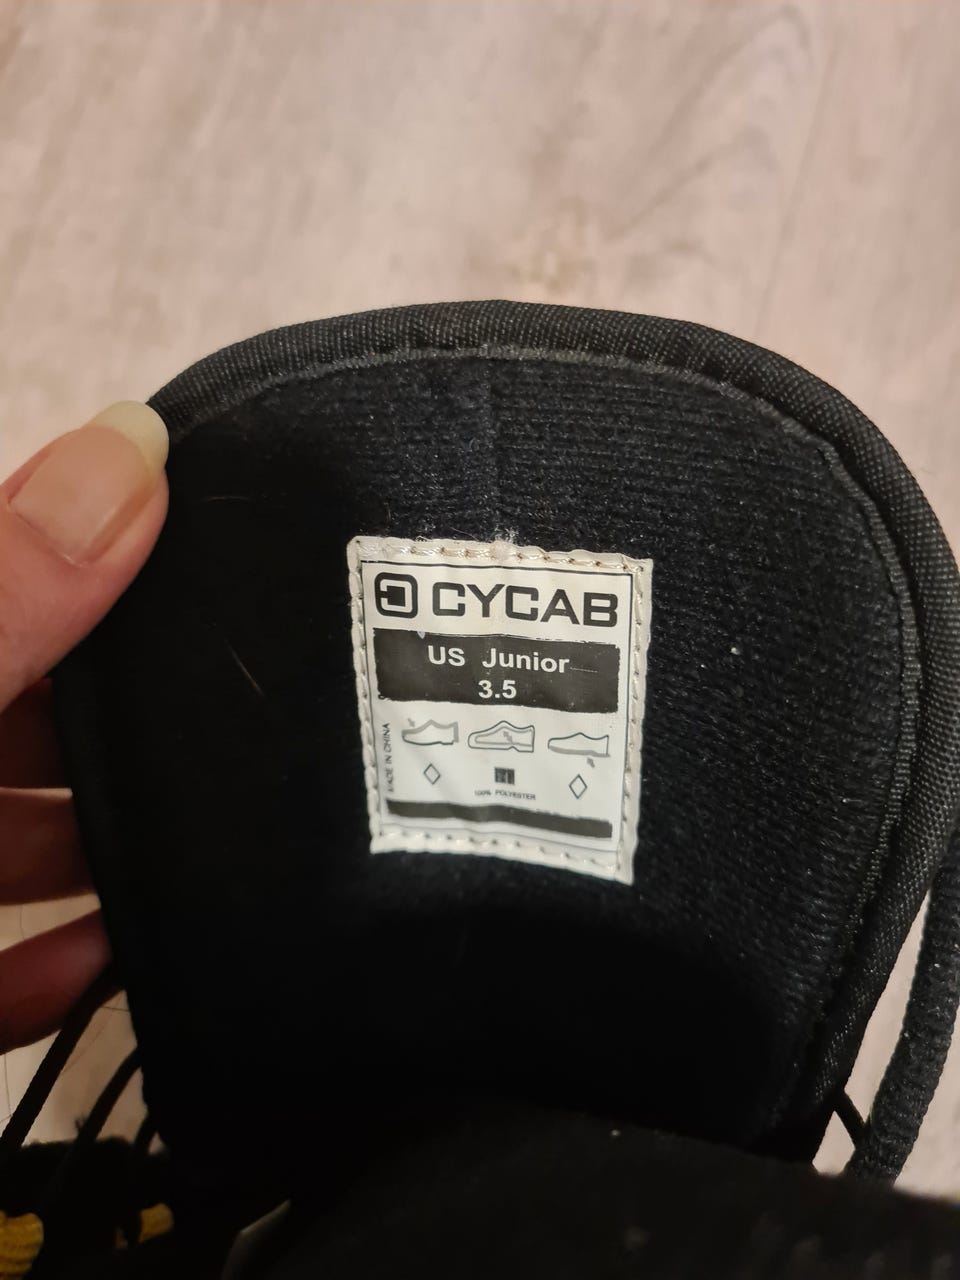 CYCAB
US Junior
3.5
MADE IN CHINA
100% POLYESTER